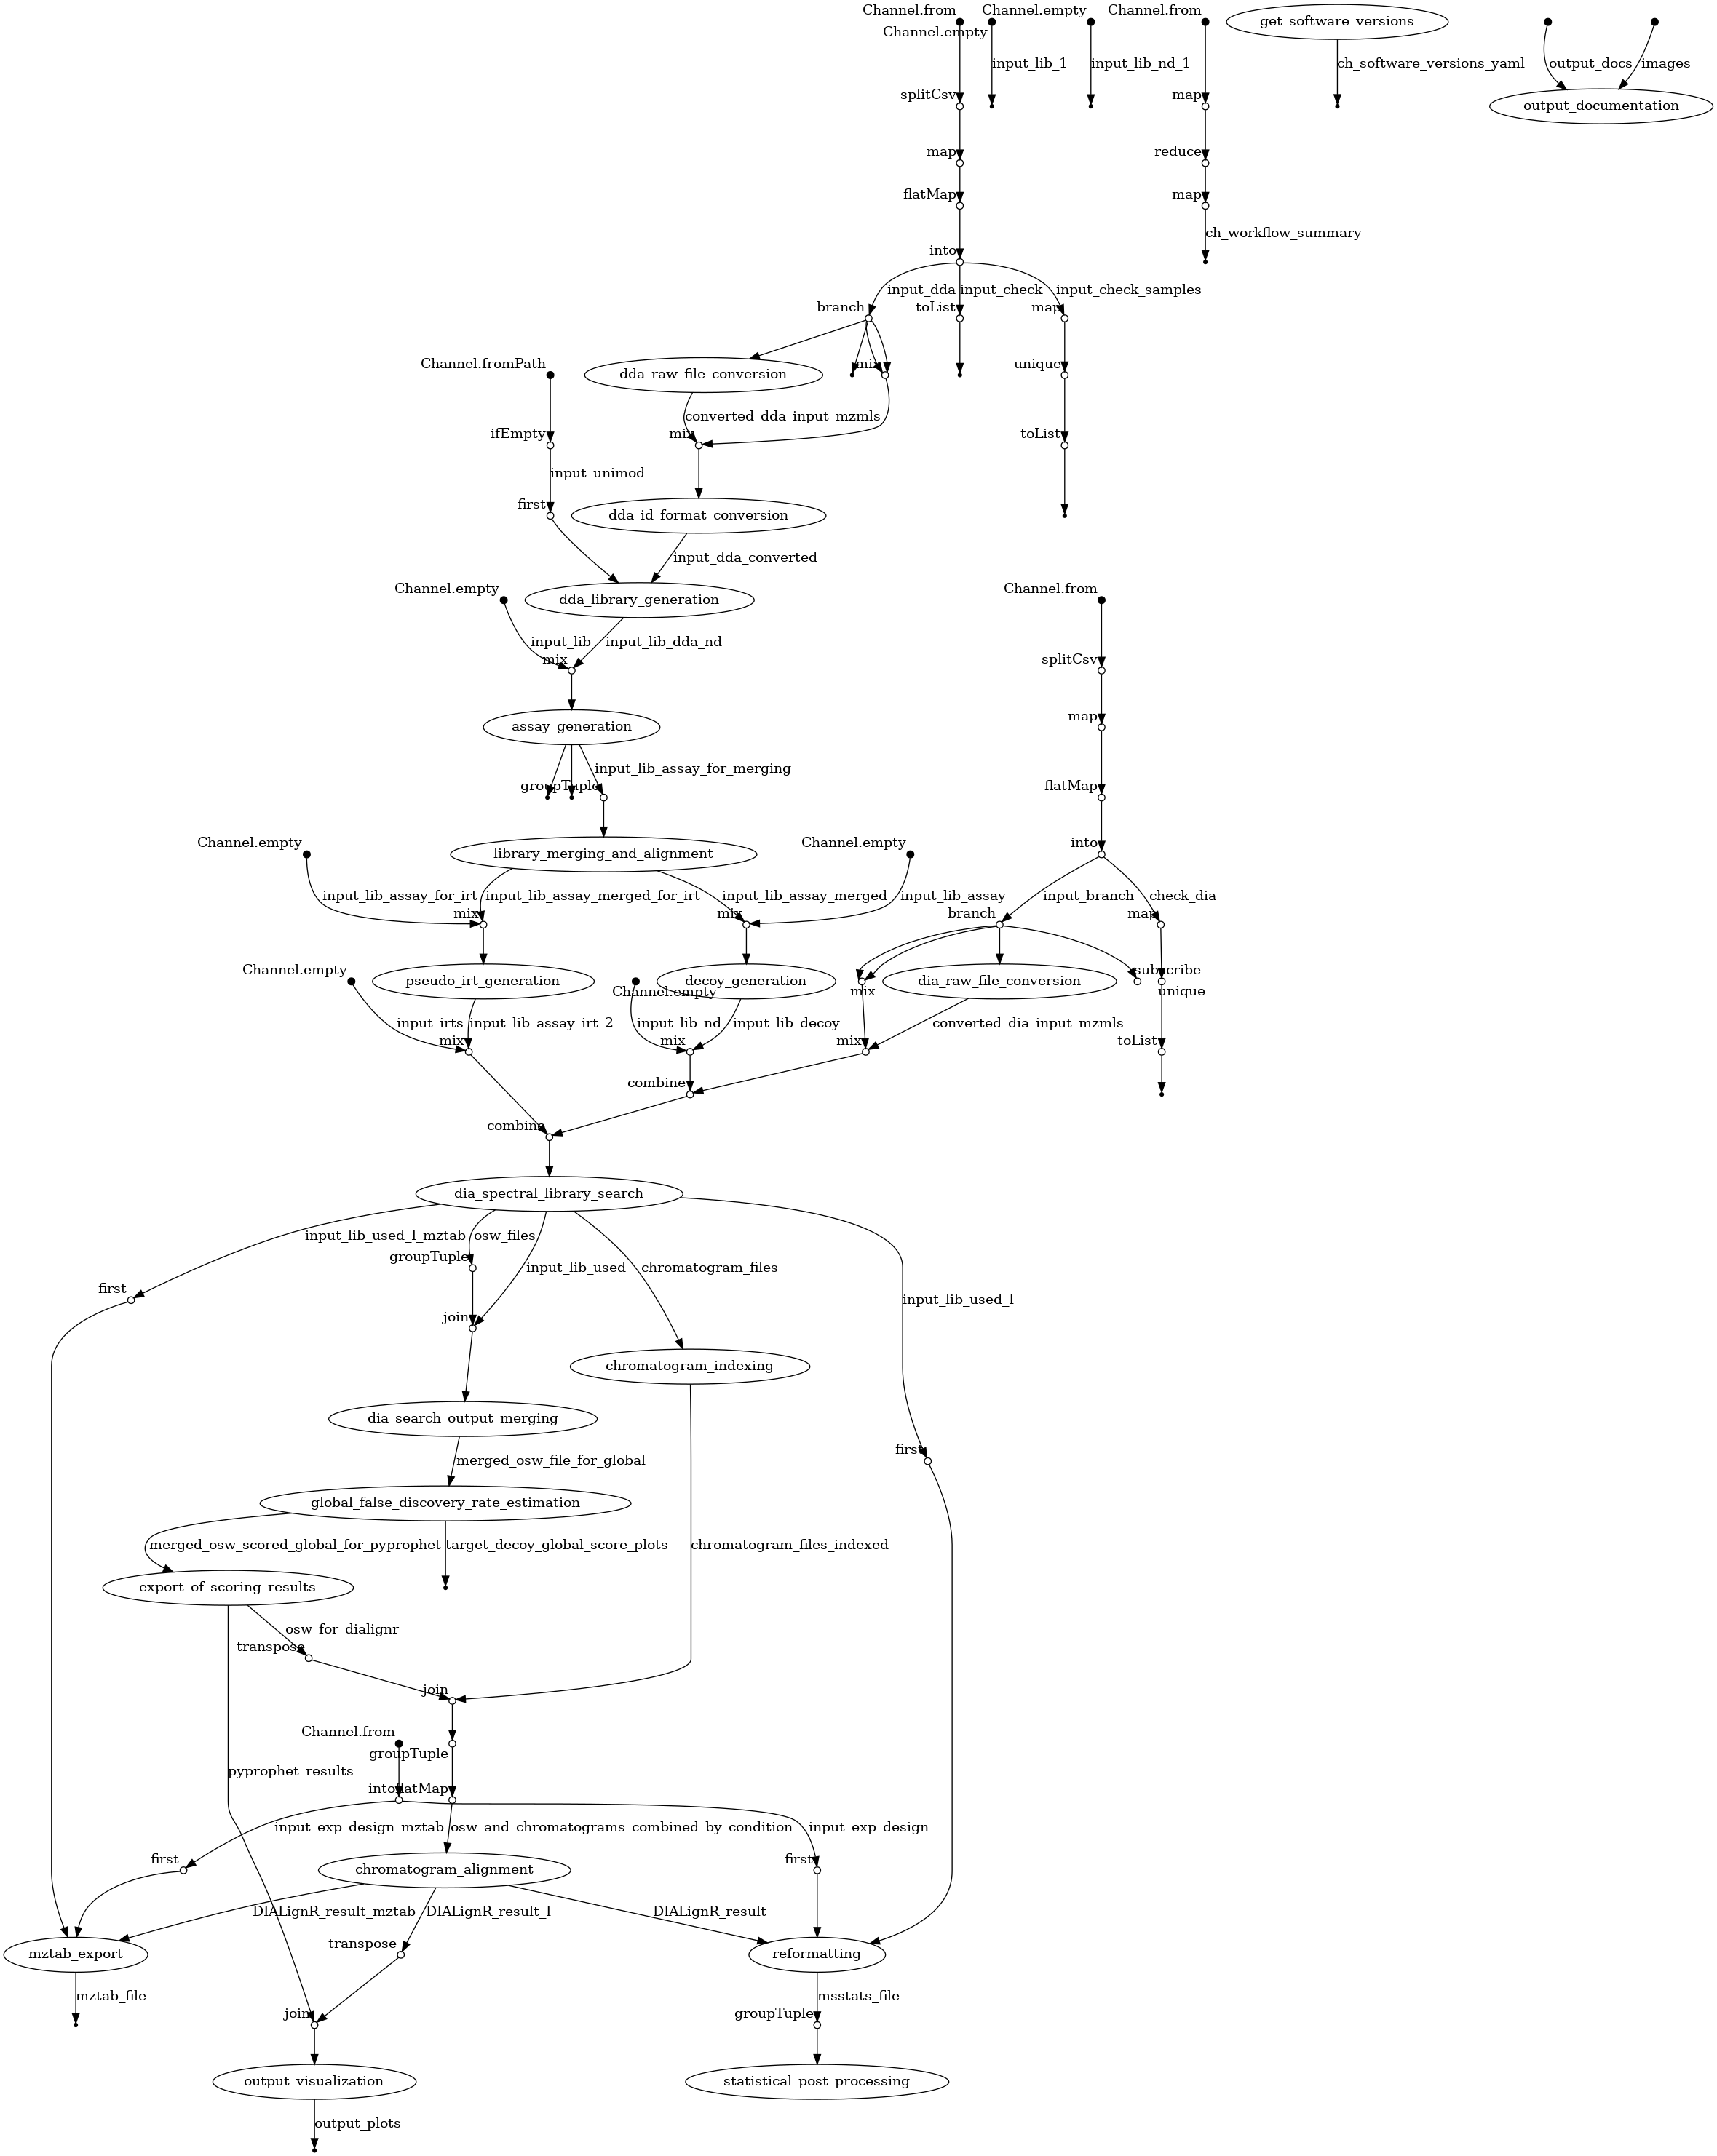 Channel.from
Channel.empty
Channel.from
get_software_versions
Channel.empty
input_lib_1
input_lib_nd_1
ch_software_versions_yaml
output_docs
images
splitCsv
map
output_documentation
map
reduce
flatMap
map
ch_workflow_summary
into
input_dda
input_check
input_check_samples
branch
toList
map
Channel.fromPath
dda_raw_file_conversion
mix
unique
converted_dda_input_mzmls
ifEmpty
mix
toList
input_unimod
first
dda_id_format_conversion
input_dda_converted
Channel.empty
dda_library_generation
Channel.from
input_lib
input_lib_dda_nd
mix
splitCsv
assay_generation
map
input_lib_assay_for_merging
groupTuple
flatMap
Channel.empty
library_merging_and_alignment
Channel.empty
into
input_lib_assay_for_irt
input_lib_assay_merged_for_irt
input_lib_assay_merged
input_lib_assay
input_branch
check_dia
mix
mix
branch
map
Channel.empty
pseudo_irt_generation
decoy_generation
dia_raw_file_conversion
subscribe
Channel.empty
mix
unique
input_irts
input_lib_assay_irt_2
input_lib_nd
input_lib_decoy
converted_dia_input_mzmls
mix
mix
mix
toList
combine
combine
dia_spectral_library_search
input_lib_used_I_mztab
osw_files
groupTuple
input_lib_used
chromatogram_files
first
input_lib_used_I
join
chromatogram_indexing
dia_search_output_merging
first
merged_osw_file_for_global
global_false_discovery_rate_estimation
merged_osw_scored_global_for_pyprophet
target_decoy_global_score_plots
chromatogram_files_indexed
export_of_scoring_results
osw_for_dialignr
transpose
join
Channel.from
groupTuple
pyprophet_results
into
flatMap
input_exp_design_mztab
osw_and_chromatograms_combined_by_condition
input_exp_design
first
chromatogram_alignment
first
DIALignR_result_mztab
DIALignR_result_I
DIALignR_result
transpose
mztab_export
reformatting
mztab_file
msstats_file
join
groupTuple
output_visualization
statistical_post_processing
output_plots